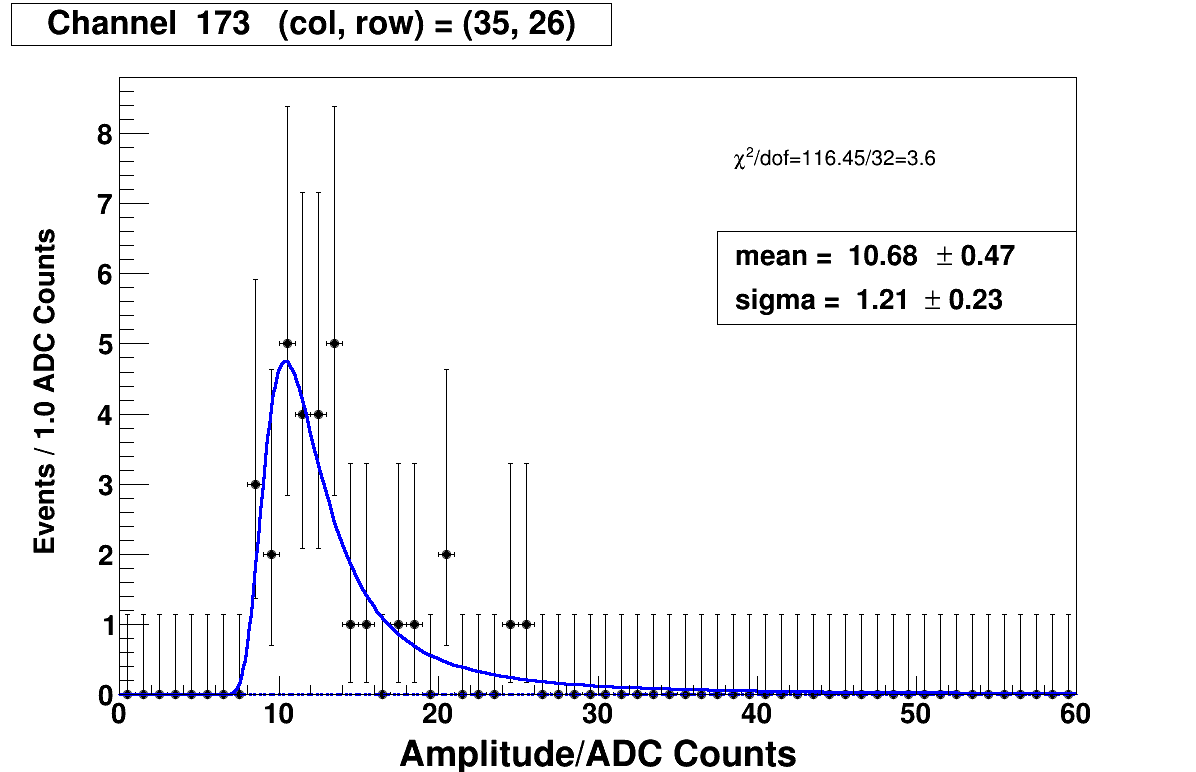 Channel 173 (col, row) = (35, 26)
χ²/dof=116.45/32=3.6
mean = 10.68 ± 0.47
sigma = 1.21 ± 0.23
Events / 1.0 ADC Counts
8
7
6
5
4
3
2
1
0
0 10 20 30 40 50 60
Amplitude/ADC Counts